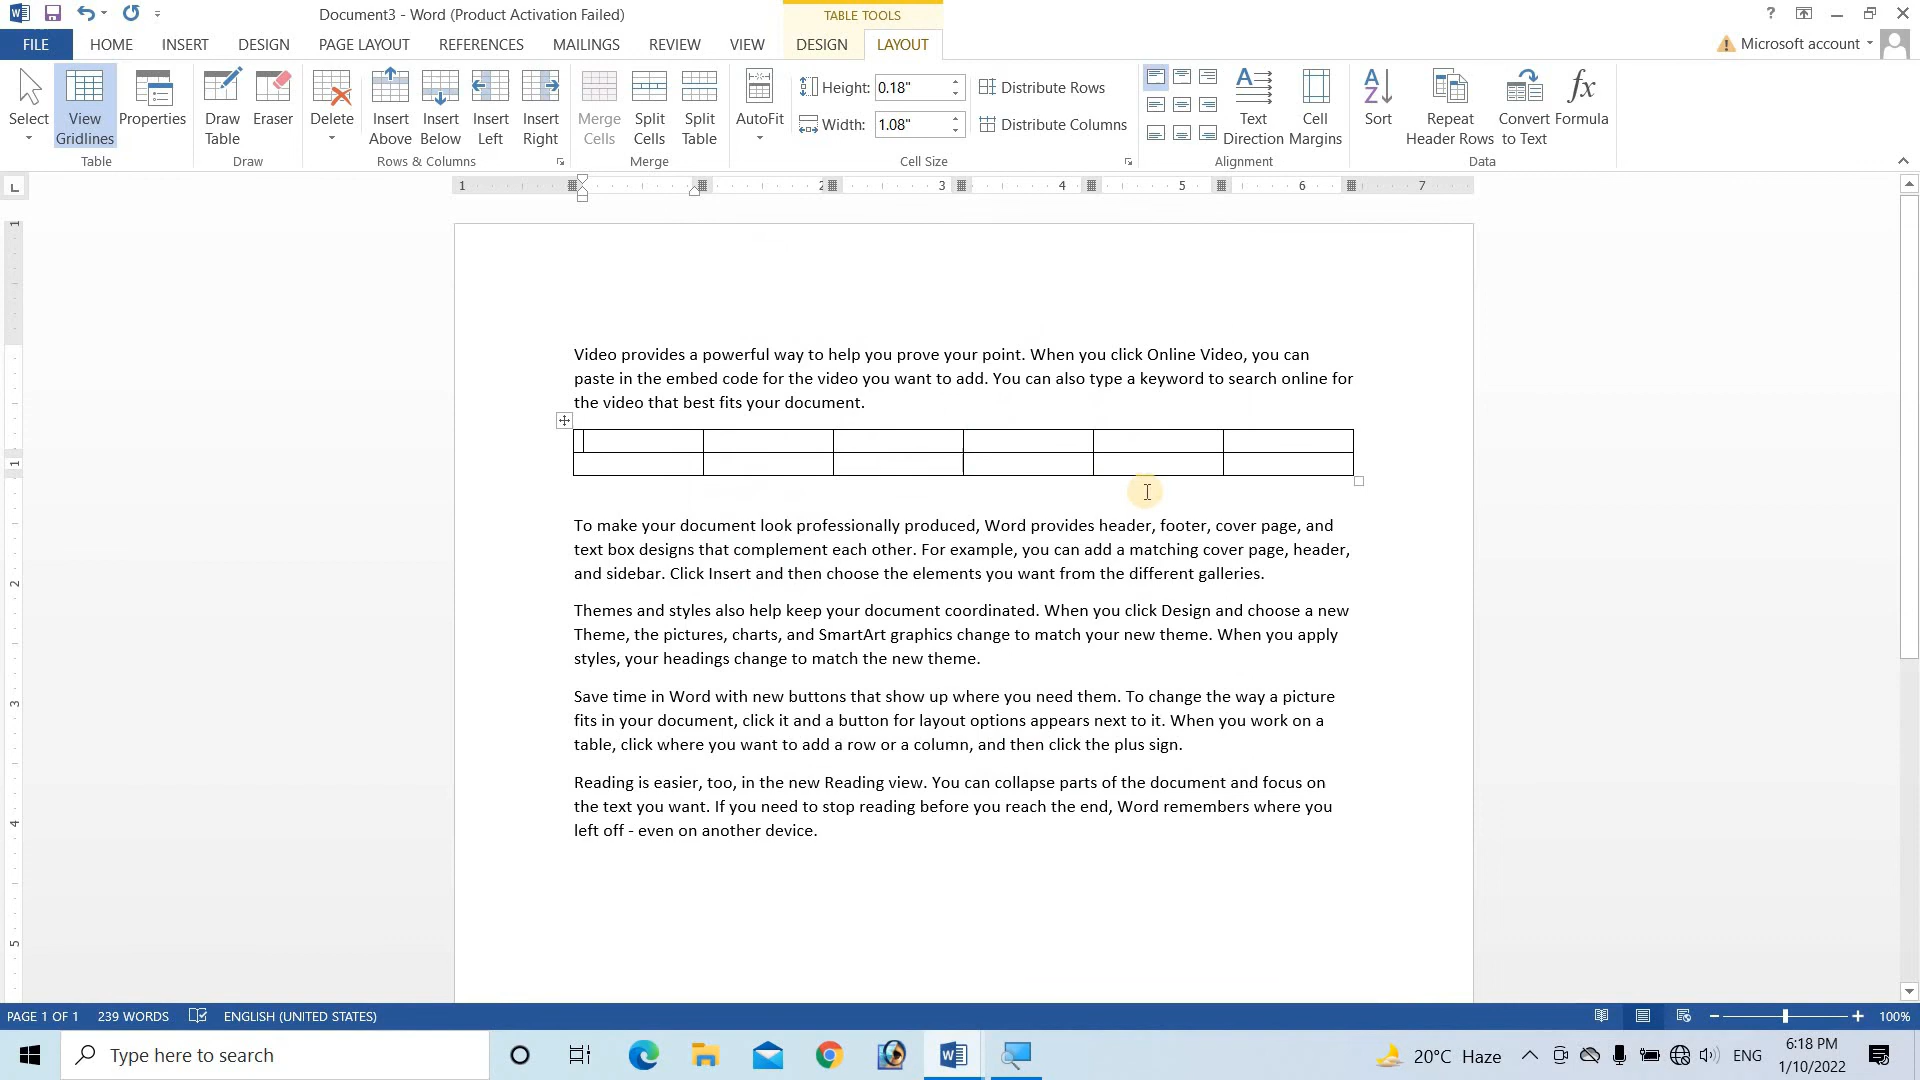 Document3 - Word (Product Activation Failed)
TABLE TOOLS
?
FILE HOME INSERT DESIGN PAGE LAYOUT REFERENCES MAILINGS REVIEW VIEW DESIGN LAYOUT
Microsoft account
Select
View Gridlines
Properties
Table
Draw Table
Eraser
Draw
Delete
Insert Above
Insert Below
Insert Left
Insert Right
Rows & Columns
Merge Cells
Split Cells
Split Table
Merge
AutoFit
Height: 0.18"
Width: 1.08"
Distribute Rows
Distribute Columns
Cell Size
Text Direction
Cell Margins
Alignment
A
Z
Sort
Repeat Header Rows
Convert to Text
fx
Formula
Data
L
1 2 3 4 5 6 7
1
1
2
3
4
5
Video provides a powerful way to help you prove your point. When you click Online Video, you can
paste in the embed code for the video you want to add. You can also type a keyword to search online for
the video that best fits your document.
To make your document look professionally produced, Word provides header, footer, cover page, and
text box designs that complement each other. For example, you can add a matching cover page, header,
and sidebar. Click Insert and then choose the elements you want from the different galleries.
Themes and styles also help keep your document coordinated. When you click Design and choose a new
Theme, the pictures, charts, and SmartArt graphics change to match your new theme. When you apply
styles, your headings change to match the new theme.
Save time in Word with new buttons that show up where you need them. To change the way a picture
fits in your document, click it and a button for layout options appears next to it. When you work on a
table, click where you want to add a row or a column, and then click the plus sign.
Reading is easier, too, in the new Reading view. You can collapse parts of the document and focus on
the text you want. If you need to stop reading before you reach the end, Word remembers where you
left off - even on another device.
PAGE 1 OF 1 239 WORDS ENGLISH (UNITED STATES)
100%
Type here to search
20°C Haze
ENG
6:18 PM
1/10/2022